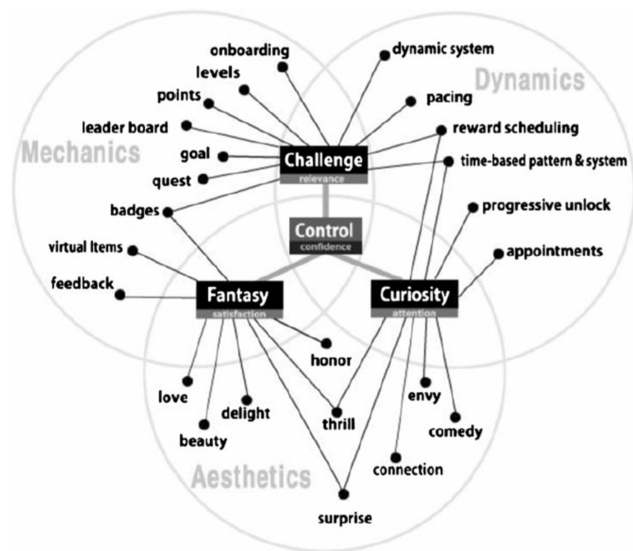 onboarding
dynamic system
levels
Dynamics
points
pacing
leader board
reward scheduling
Mechanics
goal
Challenge
relevance
time-based pattern & system
quest
badges
progressive unlock
Control
confidence
virtual Items
appointments
feedback
Fantasy
satisfaction
Curiosity
attention
honor
love
delight
thrill
envy
beauty
comedy
Aesthetics
connection
surprise